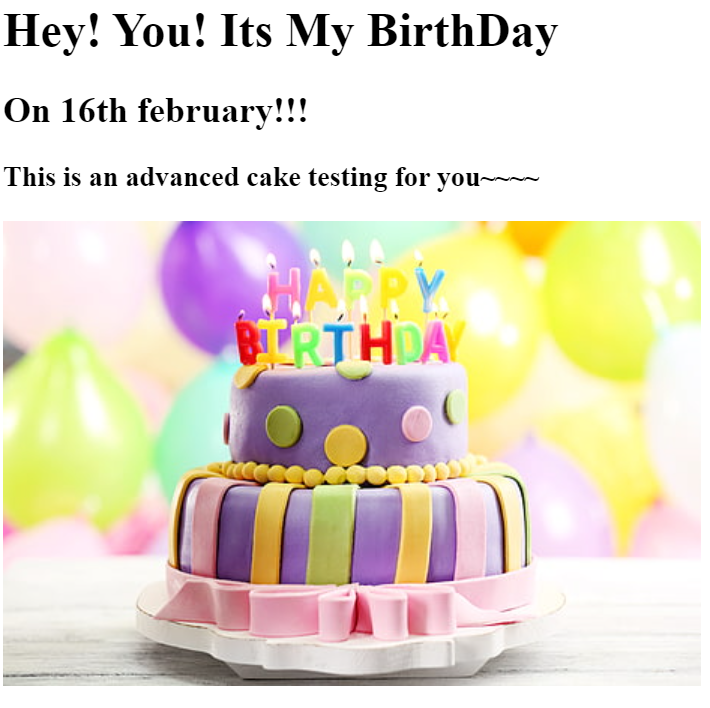 Hey! You! Its My BirthDay
On 16th february!!!
This is an advanced cake testing for you~~~~
HAPPY
BIRTHDAY